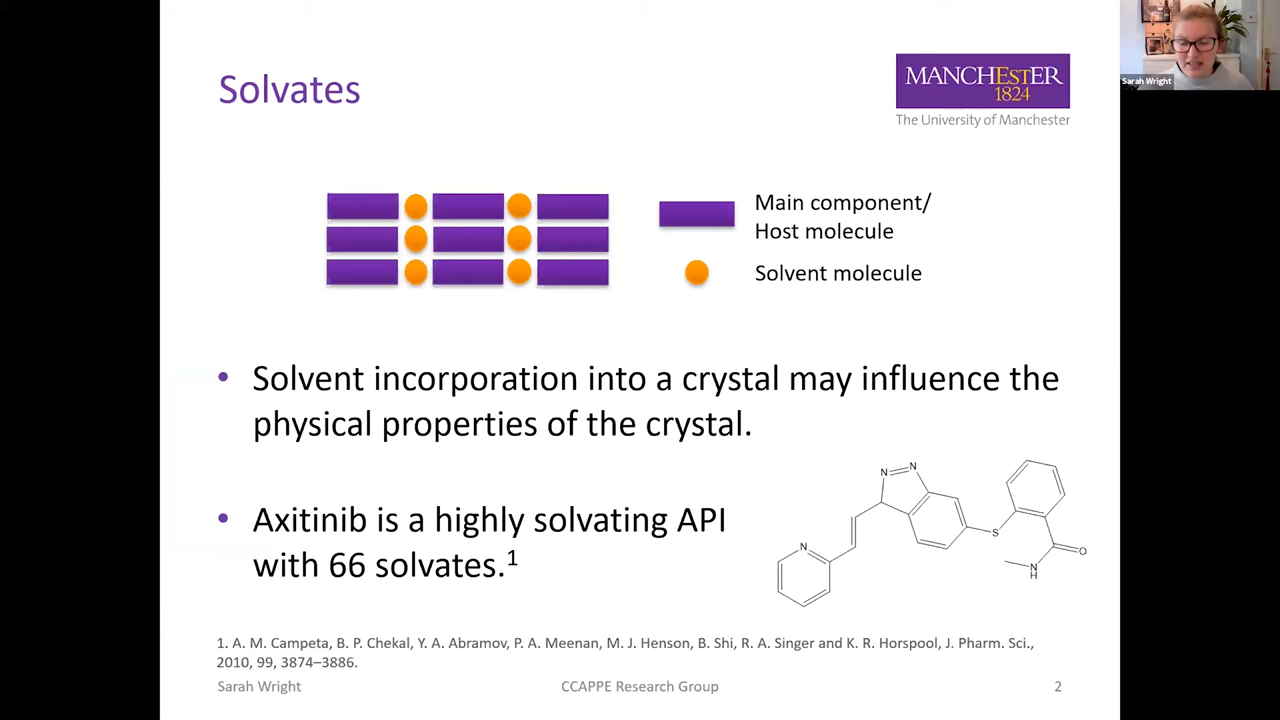 Solvates
MANCHESTER
1824
The University of Manchester
Sarah Wright
Main component/
Host molecule
Solvent molecule
• Solvent incorporation into a crystal may influence the
physical properties of the crystal.
• Axitinib is a highly solvating API
with 66 solvates.1
N N
N
S
O
N
H
1. A. M. Campeta, B. P. Chekal, Y. A. Abramov, P. A. Meenan, M. J. Henson, B. Shi, R. A. Singer and K. R. Horspool, J. Pharm. Sci.,
2010, 99, 3874–3886.
Sarah Wright
CCAPPE Research Group
2